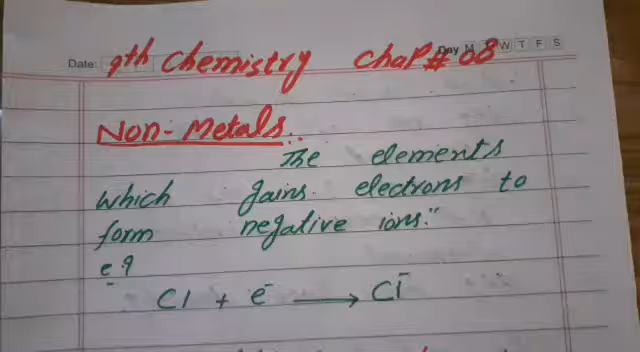 Date:
Day M T W T F S
9th Chemistry Chap# 08
Non-Metals..
The elements
which gains electrons to
form negative ions."
e.g
Cl + e⁻ → Cl⁻